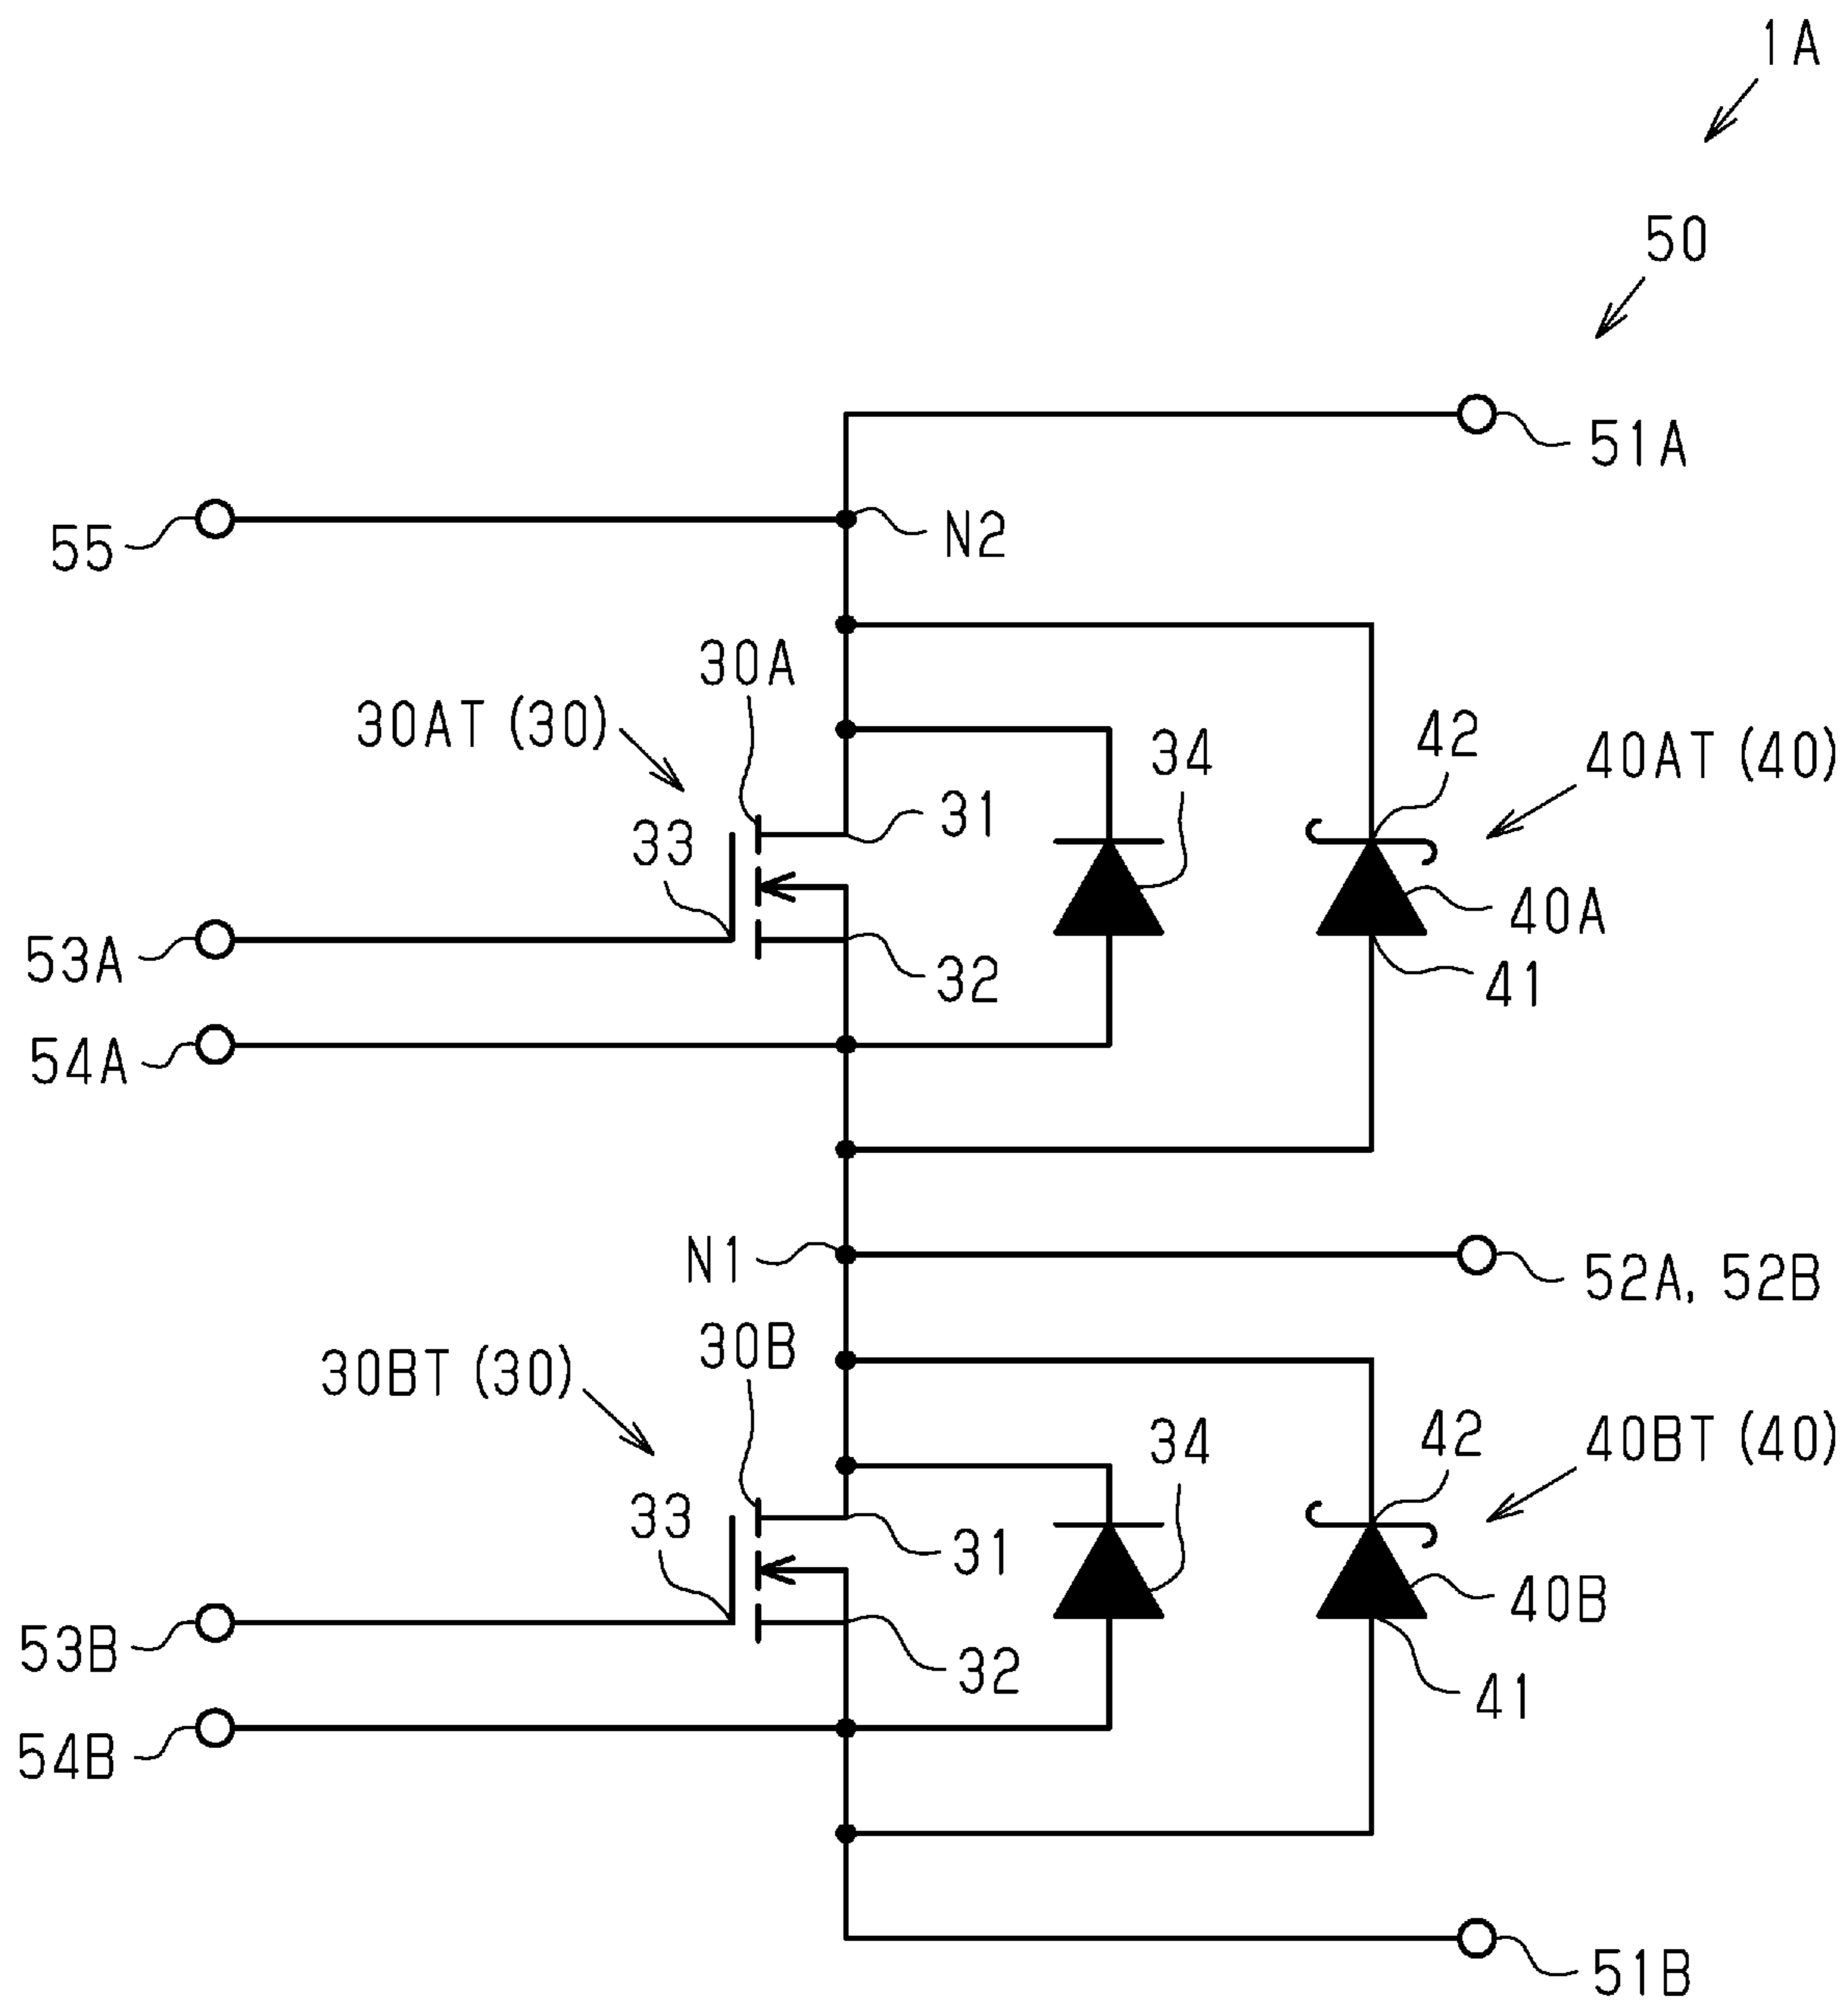 1A
50
51A
55
N2
30A
30AT (30)
34
42
40AT (40)
31
33
40A
53A
32
41
54A
N1
52A, 52B
30B
30BT (30)
34
42
40BT (40)
33
31
40B
53B
32
41
54B
51B